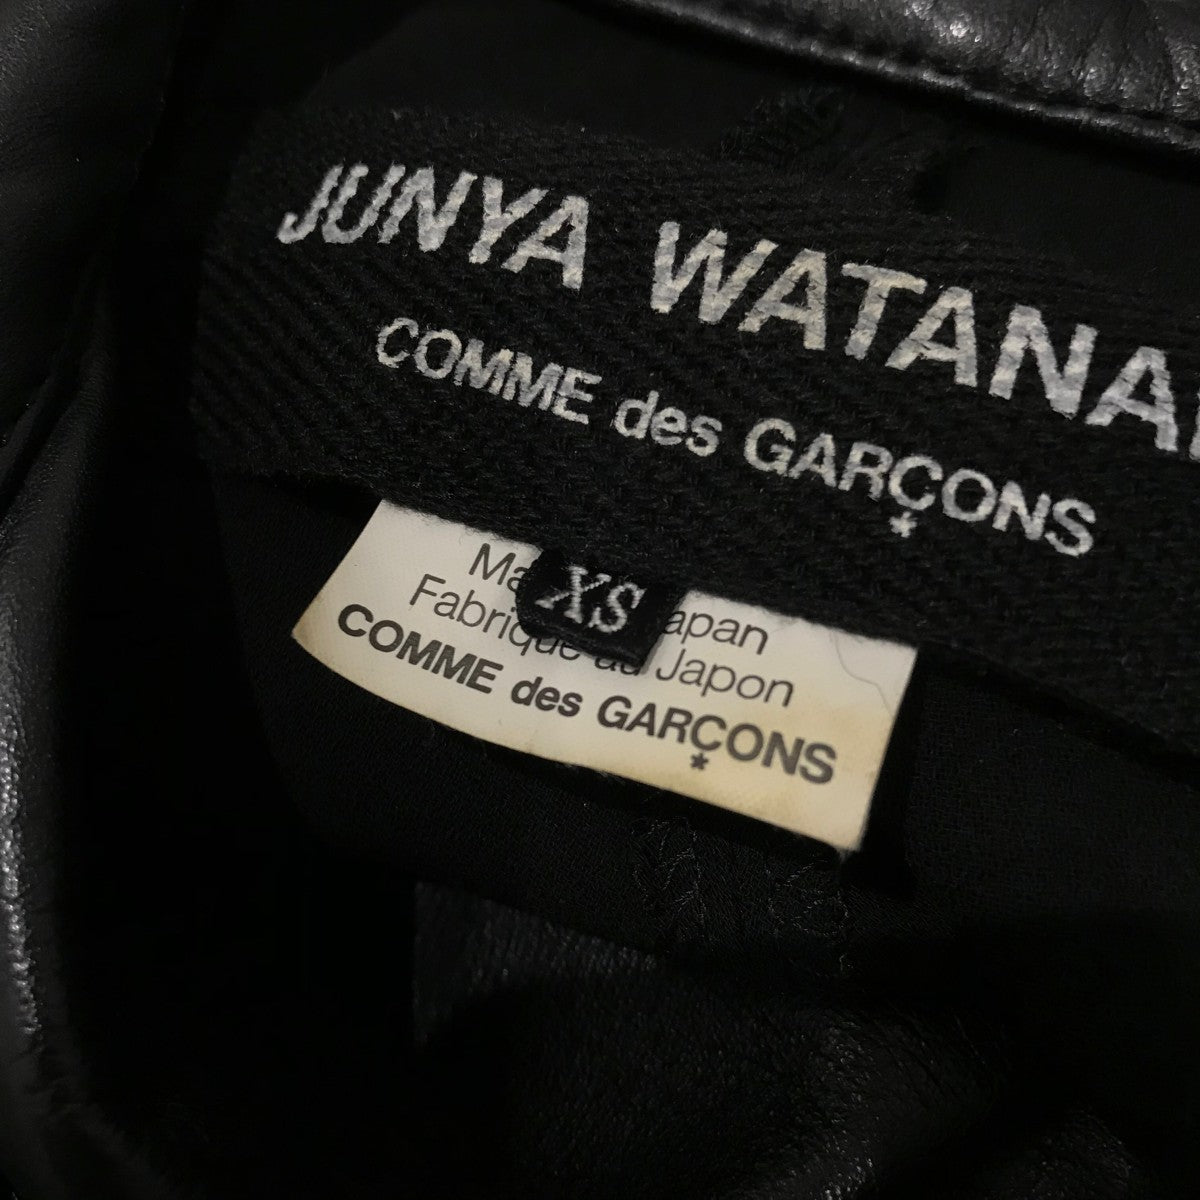 JUNYA WATANA
COMME des GARÇONS
XS
Ma apan
Fabrique au Japon
COMME des GARÇONS